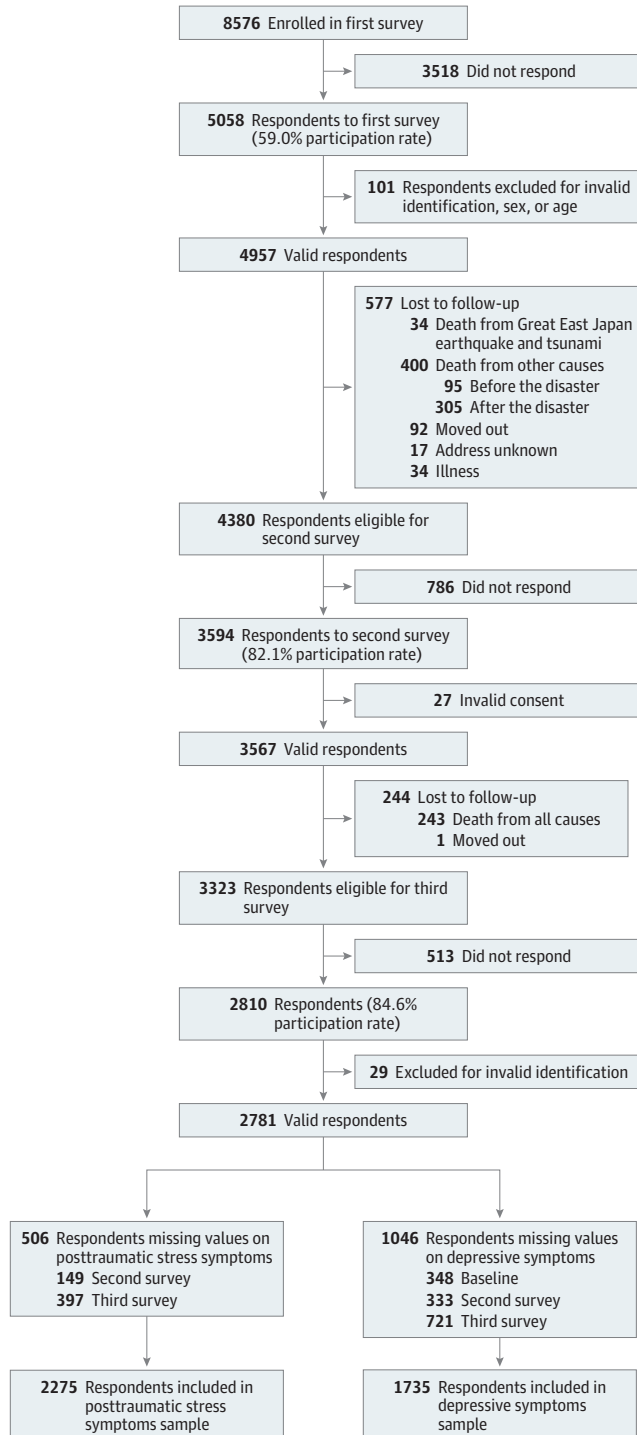 8576 Enrolled in first survey
3518 Did not respond
5058 Respondents to first survey
(59.0% participation rate)
101 Respondents excluded for invalid
identification, sex, or age
4957 Valid respondents
577 Lost to follow-up
34 Death from Great East Japan
earthquake and tsunami
400 Death from other causes
95 Before the disaster
305 After the disaster
92 Moved out
17 Address unknown
34 Illness
4380 Respondents eligible for
second survey
786 Did not respond
3594 Respondents to second survey
(82.1% participation rate)
27 Invalid consent
3567 Valid respondents
244 Lost to follow-up
243 Death from all causes
1 Moved out
3323 Respondents eligible for third
survey
513 Did not respond
2810 Respondents (84.6%
participation rate)
29 Excluded for invalid identification
2781 Valid respondents
506 Respondents missing values on
posttraumatic stress symptoms
149 Second survey
397 Third survey
1046 Respondents missing values
on depressive symptoms
348 Baseline
333 Second survey
721 Third survey
2275 Respondents included in
posttraumatic stress
symptoms sample
1735 Respondents included in
depressive symptoms
sample